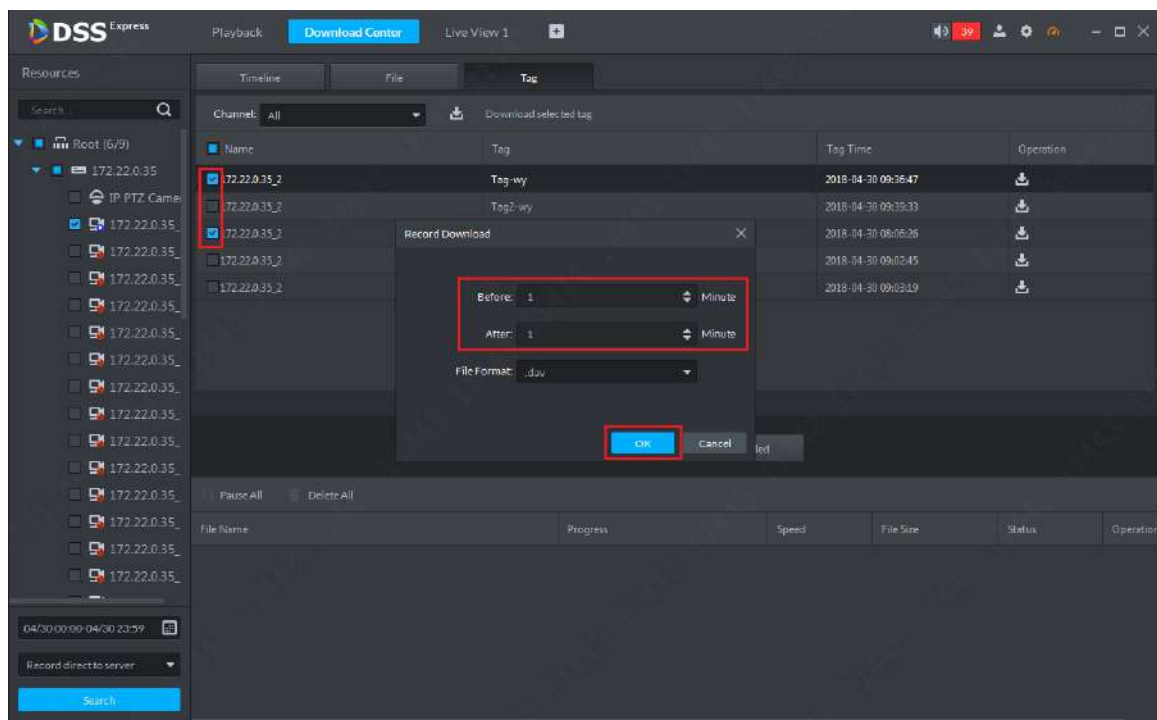 DSS Express
Playback
Download Center
Live View 1
39
Resources
Timeline
File
Tag
Search...
Channel: All
Download selected tag
Root (6/9)
Name
Tag
Tag Time
Operation
172.22.0.35
172.22.0.35_2
Tag-wy
2018-04-30 09:36:47
IP PTZ Came
172.22.0.35_2
Tag2-wy
2018-04-30 09:39:33
172.22.0.35_
172.22.0.35_2
2018-04-30 08:06:26
Record Download
172.22.0.35_
172.22.0.35_2
2018-04-30 09:02:45
172.22.0.35_
172.22.0.35_2
2018-04-30 09:03:19
Before: 1 Minute
172.22.0.35_
After: 1 Minute
172.22.0.35_
172.22.0.35_
File Format: .dav
172.22.0.35_
172.22.0.35_
172.22.0.35_
OK
Cancel
172.22.0.35_
172.22.0.35_
Pause All
Delete All
172.22.0.35_
File Name
Progress
Speed
File Size
Status
Operation
172.22.0.35_
172.22.0.35_
04/30 00:00-04/30 23:59
Record direct to server
Search